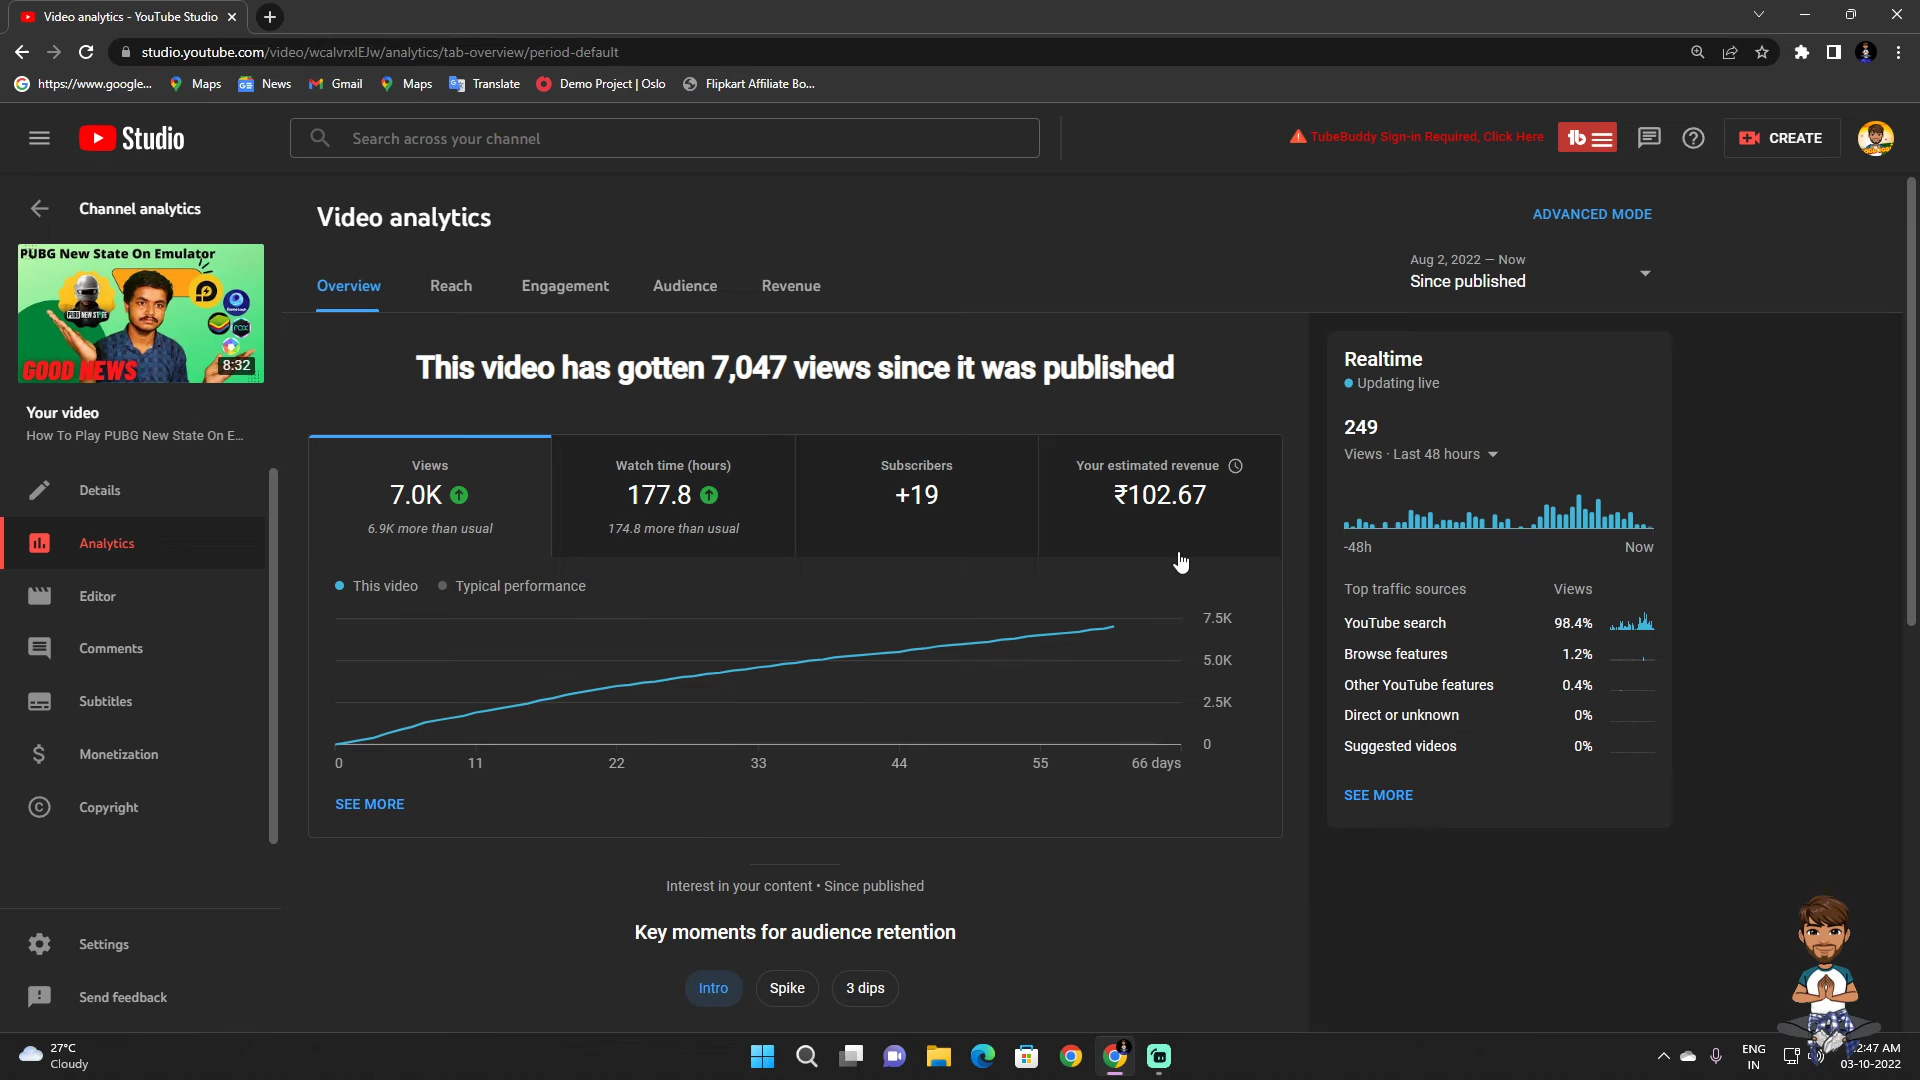 Video analytics - YouTube Studio
studio.youtube.com/video/wcalvrxlEJw/analytics/tab-overview/period-default
https://www.google... Maps News Gmail Maps Translate Demo Project | Oslo Flipkart Affiliate Bo...
Studio
Search across your channel
TubeBuddy Sign-in Required, Click Here
tb
CREATE
Channel analytics
PUBG New State On Emulator
PUBG NEW STATE
GOOD NEWS
8:32
Your video
How To Play PUBG New State On E...
Details
Analytics
Editor
Comments
Subtitles
Monetization
Copyright
Settings
Send feedback
Video analytics
ADVANCED MODE
Overview Reach Engagement Audience Revenue
Aug 2, 2022 – Now
Since published
This video has gotten 7,047 views since it was published
Views
7.0K
6.9K more than usual
Watch time (hours)
177.8
174.8 more than usual
Subscribers
+19
Your estimated revenue
₹102.67
This video Typical performance
7.5K
5.0K
2.5K
0
0 11 22 33 44 55 66 days
SEE MORE
Interest in your content • Since published
Key moments for audience retention
Intro Spike 3 dips
Realtime
Updating live
249
Views · Last 48 hours
-48h Now
Top traffic sources Views
YouTube search 98.4%
Browse features 1.2%
Other YouTube features 0.4%
Direct or unknown 0%
Suggested videos 0%
SEE MORE
27°C
Cloudy
ENG
IN
2:47 AM
03-10-2022